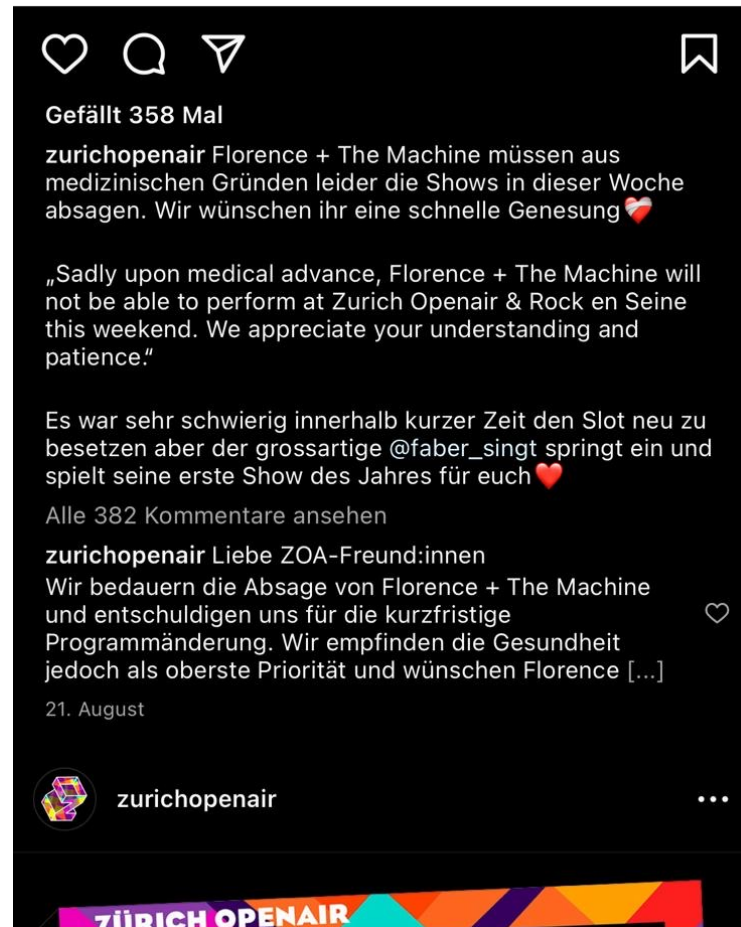 Gefällt 358 Mal
zurichopenair Florence + The Machine müssen aus
medizinischen Gründen leider die Shows in dieser Woche
absagen. Wir wünschen ihr eine schnelle Genesung❤️‍🩹
„Sadly upon medical advance, Florence + The Machine will
not be able to perform at Zurich Openair & Rock en Seine
this weekend. We appreciate your understanding and
patience.“
Es war sehr schwierig innerhalb kurzer Zeit den Slot neu zu
besetzen aber der grossartige @faber_singt springt ein und
spielt seine erste Show des Jahres für euch❤️
Alle 382 Kommentare ansehen
zurichopenair Liebe ZOA-Freund:innen
Wir bedauern die Absage von Florence + The Machine
und entschuldigen uns für die kurzfristige
Programmänderung. Wir empfinden die Gesundheit
jedoch als oberste Priorität und wünschen Florence [...]
21. August
zurichopenair
ZÜRICH OPENAIR